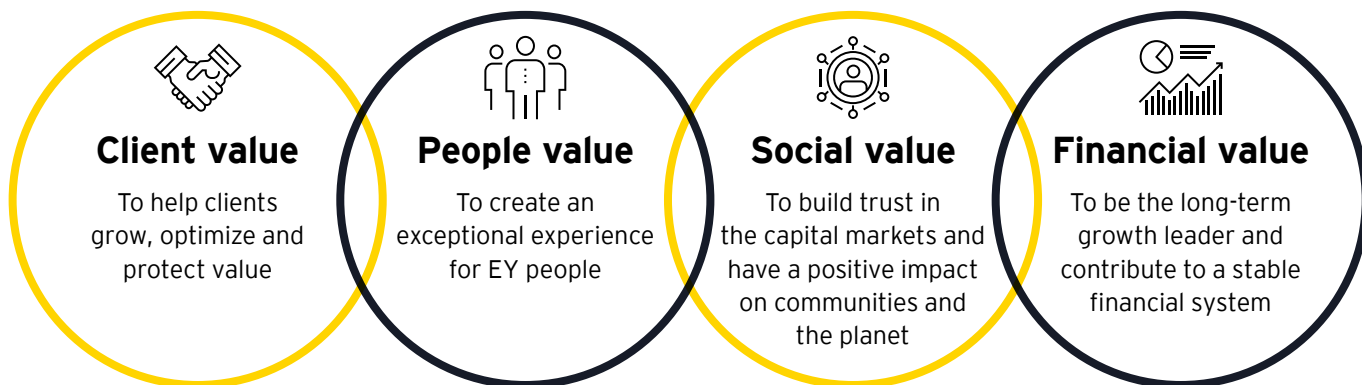 Client value
To help clients
grow, optimize and
protect value
People value
To create an
exceptional experience
for EY people
Social value
To build trust in
the capital markets and
have a positive impact
on communities and
the planet
Financial value
To be the long-term
growth leader and
contribute to a stable
financial system